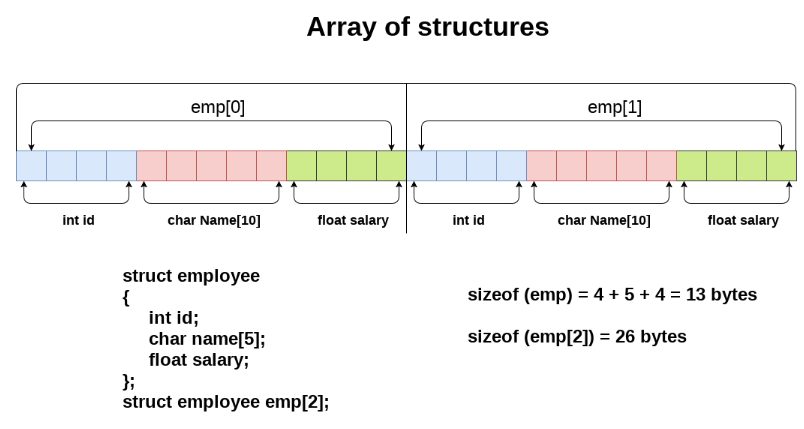 Array of structures
emp[0]
emp[1]
int id
char Name[10]
float salary
int id
char Name[10]
float salary
struct employee
{
int id;
char name[5];
float salary;
};
struct employee emp[2];
sizeof (emp) = 4 + 5 + 4 = 13 bytes
sizeof (emp[2]) = 26 bytes